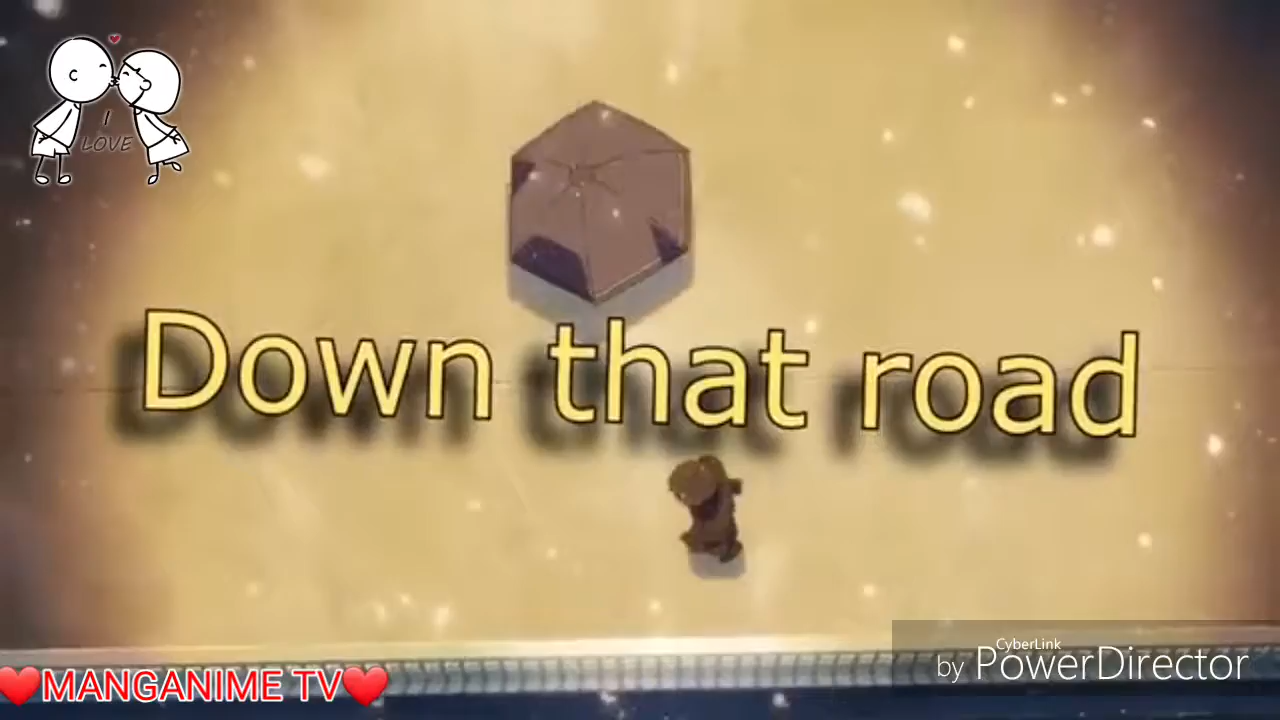 I
LOVE
Down that road
CyberLink
by PowerDirector
❤️MANGANIME TV❤️